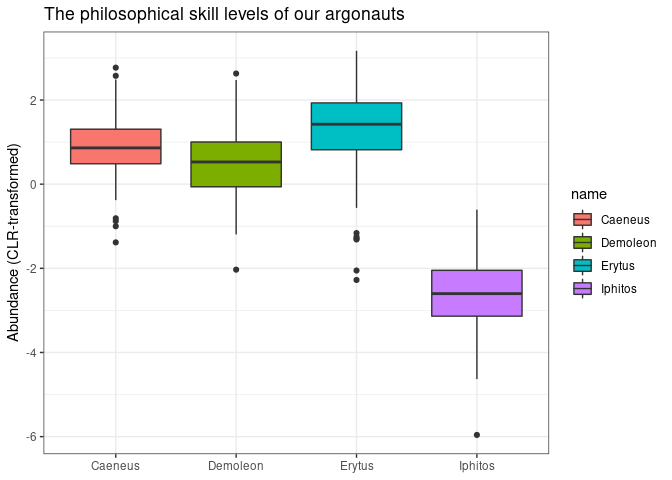 The philosophical skill levels of our argonauts
Abundance (CLR-transformed)
2
0
-2
-4
-6
Caeneus
Demoleon
Erytus
Iphitos
name
Caeneus
Demoleon
Erytus
Iphitos